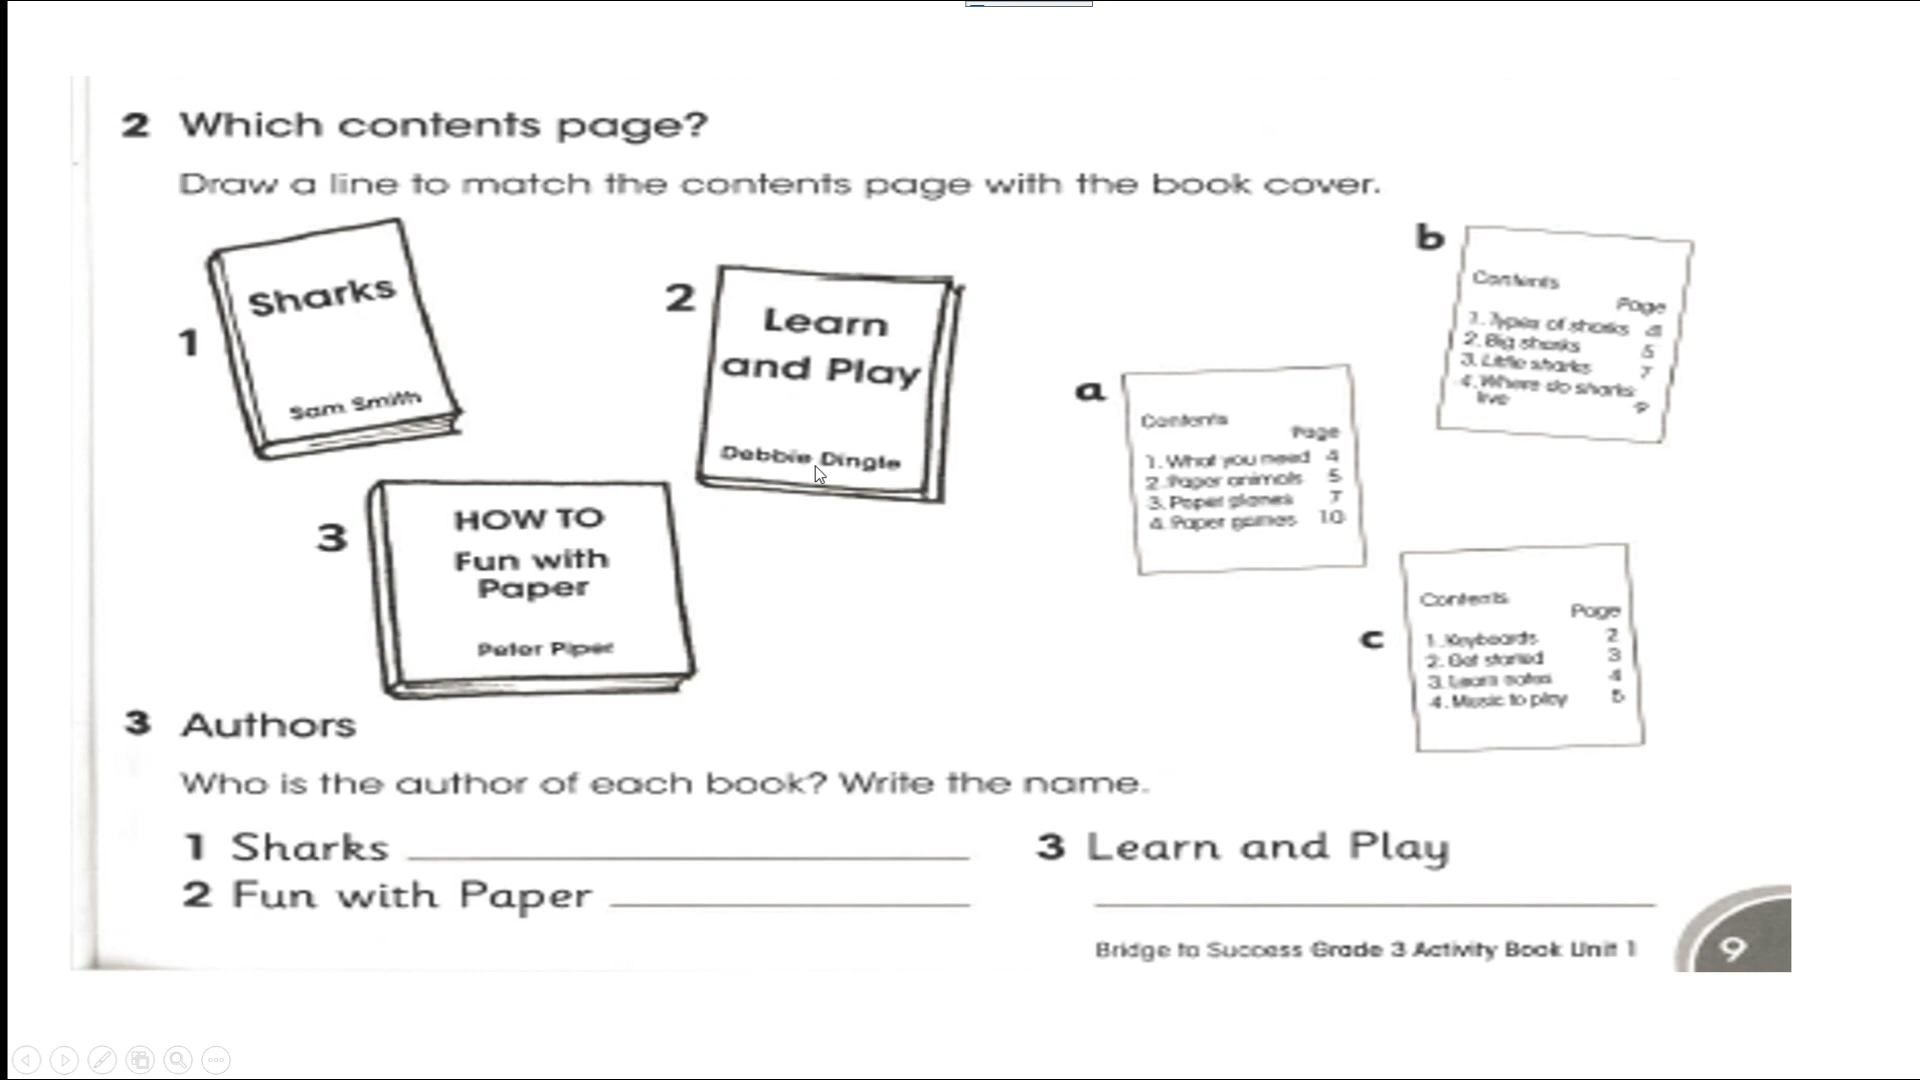 2 Which contents page?
Draw a line to match the contents page with the book cover.
1
Sharks
Sam Smith
2
Learn
and Play
Debbie Dingle
3
HOW TO
Fun with
Paper
Peter Piper
a
Contents
Page
1. What you need 4
2. Paper animals 5
3. Paper planes 7
4. Paper games 10
b
Contents
Page
1. Types of sharks 4
2. Big sharks 5
3. Little sharks 7
4. Where do sharks
live 9
c
Contents
Page
1. Keyboards 2
2. Get started 3
3. Learn notes 4
4. Music to play 5
3 Authors
Who is the author of each book? Write the name.
1 Sharks
2 Fun with Paper
3 Learn and Play
Bridge to Success Grade 3 Activity Book Unit 1
9